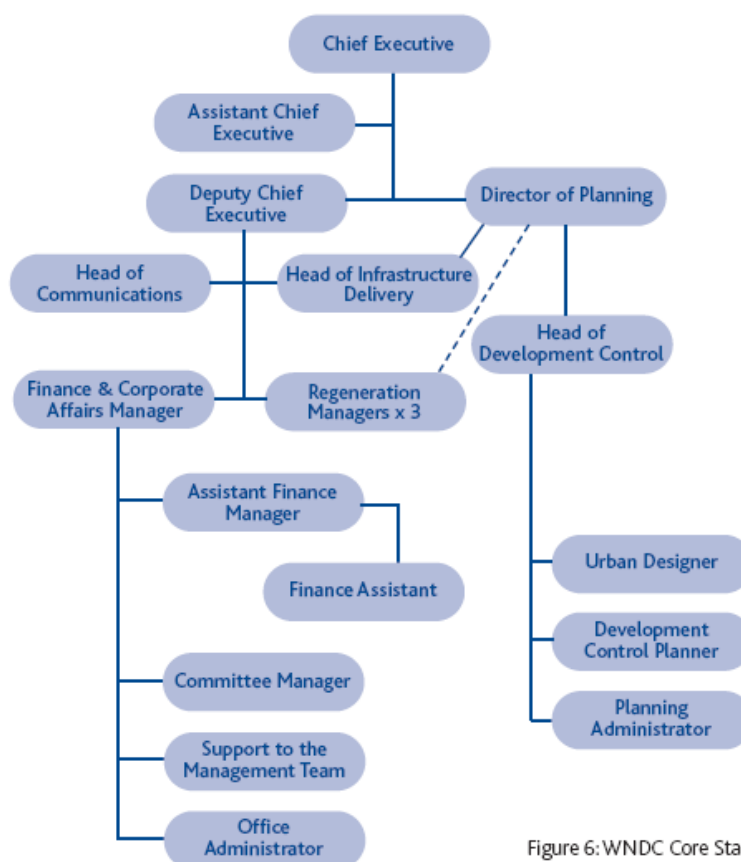 Chief Executive
Assistant Chief
Executive
Deputy Chief
Executive
Director of Planning
Head of
Communications
Head of Infrastructure
Delivery
Head of
Development Control
Finance & Corporate
Affairs Manager
Regeneration
Managers x 3
Assistant Finance
Manager
Finance Assistant
Urban Designer
Development
Control Planner
Committee Manager
Planning
Administrator
Support to the
Management Team
Office
Administrator
Figure 6: WNDC Core Sta